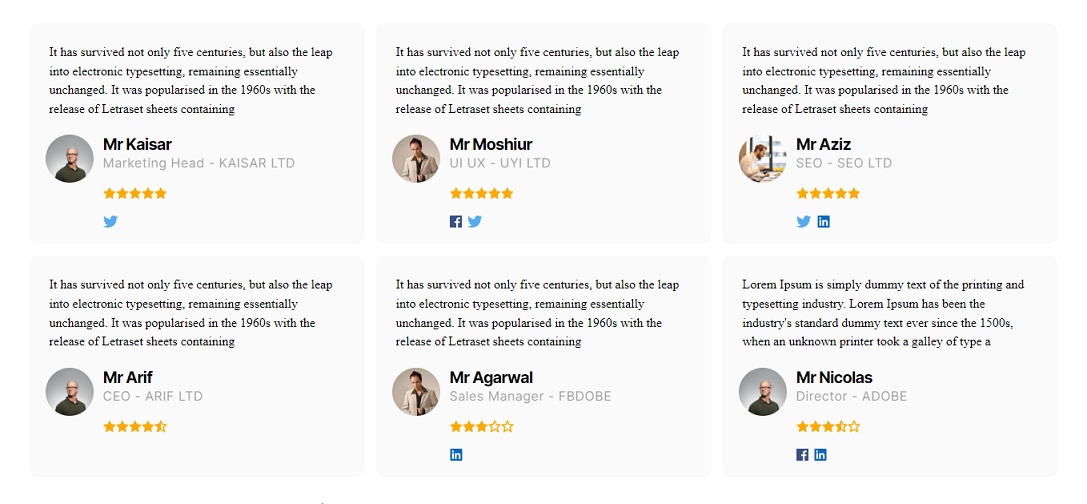 It has survived not only five centuries, but also the leap
into electronic typesetting, remaining essentially
unchanged. It was popularised in the 1960s with the
release of Letraset sheets containing
Mr Kaisar
Marketing Head - KAISAR LTD
It has survived not only five centuries, but also the leap
into electronic typesetting, remaining essentially
unchanged. It was popularised in the 1960s with the
release of Letraset sheets containing
Mr Moshiur
UI UX - UYI LTD
It has survived not only five centuries, but also the leap
into electronic typesetting, remaining essentially
unchanged. It was popularised in the 1960s with the
release of Letraset sheets containing
Mr Aziz
SEO - SEO LTD
It has survived not only five centuries, but also the leap
into electronic typesetting, remaining essentially
unchanged. It was popularised in the 1960s with the
release of Letraset sheets containing
Mr Arif
CEO - ARIF LTD
It has survived not only five centuries, but also the leap
into electronic typesetting, remaining essentially
unchanged. It was popularised in the 1960s with the
release of Letraset sheets containing
Mr Agarwal
Sales Manager - FBDOBE
Lorem Ipsum is simply dummy text of the printing and
typesetting industry. Lorem Ipsum has been the
industry's standard dummy text ever since the 1500s,
when an unknown printer took a galley of type a
Mr Nicolas
Director - ADOBE